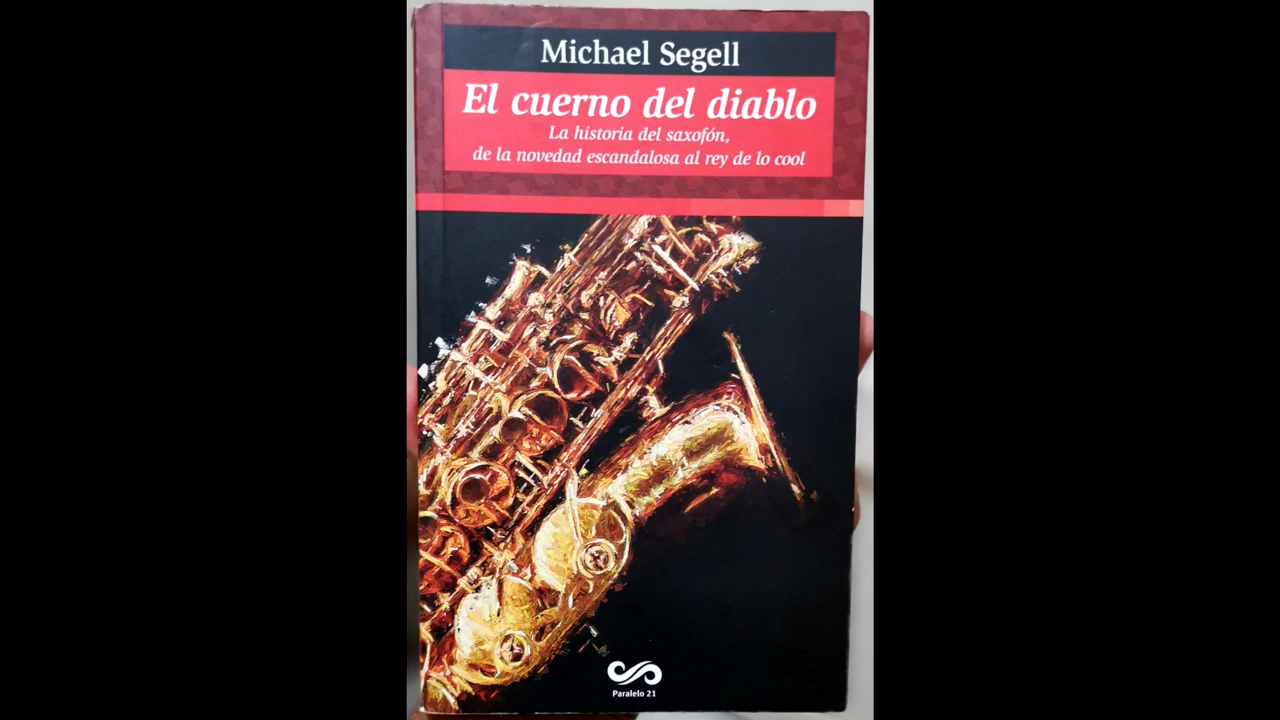 Michael Segell
El cuerno del diablo
La historia del saxofón,
de la novedad escandalosa al rey de lo cool
Paralelo 21